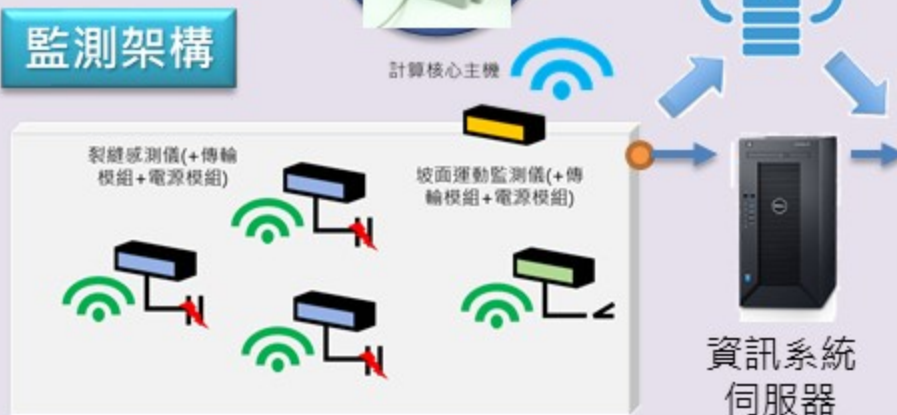 監測架構
計算核心主機
裂縫感測儀(+傳輸
模組+電源模組)
坡面運動監測儀(+傳
輸模組+電源模組)
資訊系統
伺服器